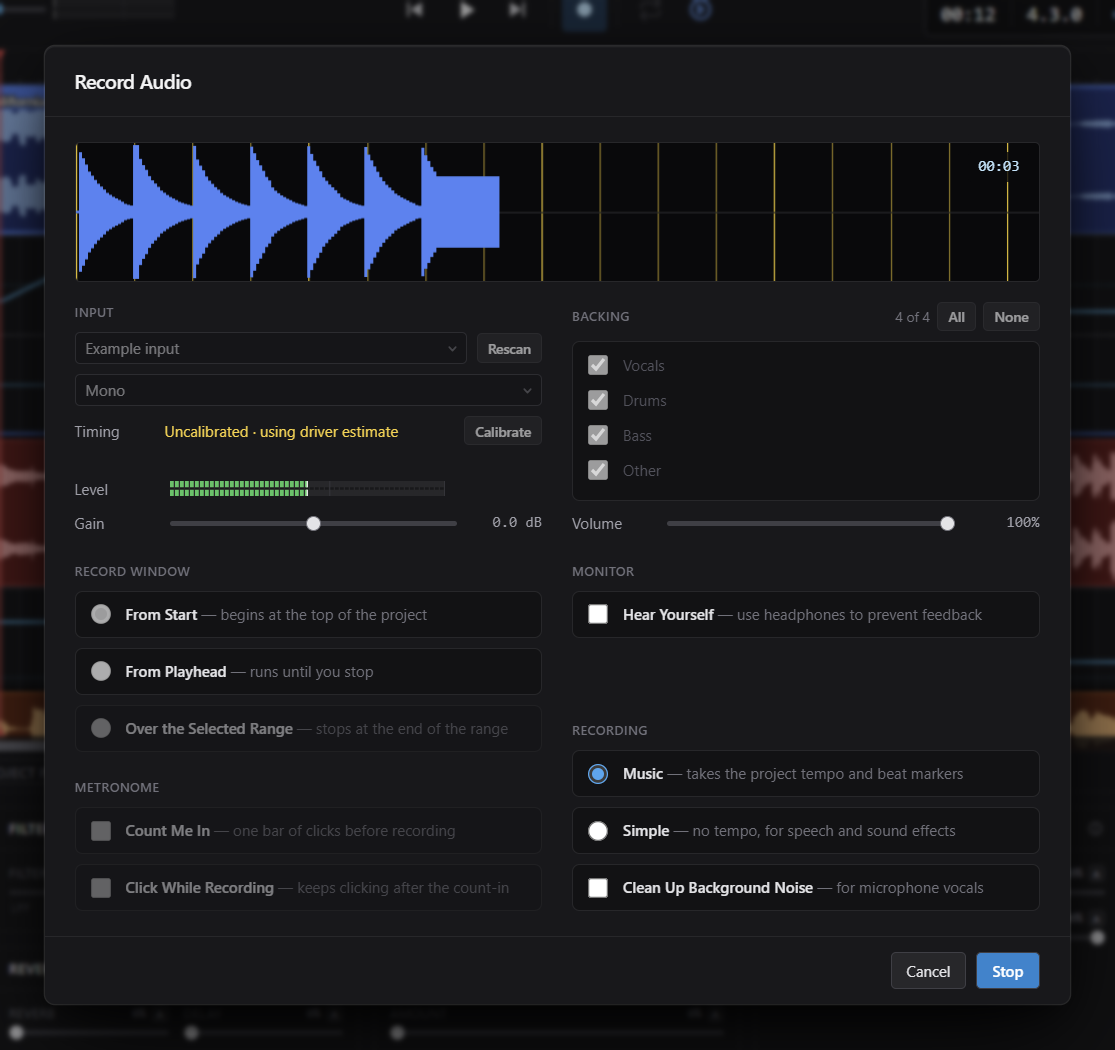 00:12 4.3.0
Record Audio
00:03
INPUT
Example input
Rescan
Mono
Timing Uncalibrated · using driver estimate Calibrate
Level
Gain 0.0 dB
BACKING 4 of 4 All None
Vocals
Drums
Bass
Other
Volume 100%
RECORD WINDOW
From Start — begins at the top of the project
From Playhead — runs until you stop
Over the Selected Range — stops at the end of the range
MONITOR
Hear Yourself — use headphones to prevent feedback
METRONOME
Count Me In — one bar of clicks before recording
Click While Recording — keeps clicking after the count-in
RECORDING
Music — takes the project tempo and beat markers
Simple — no tempo, for speech and sound effects
Clean Up Background Noise — for microphone vocals
Cancel Stop